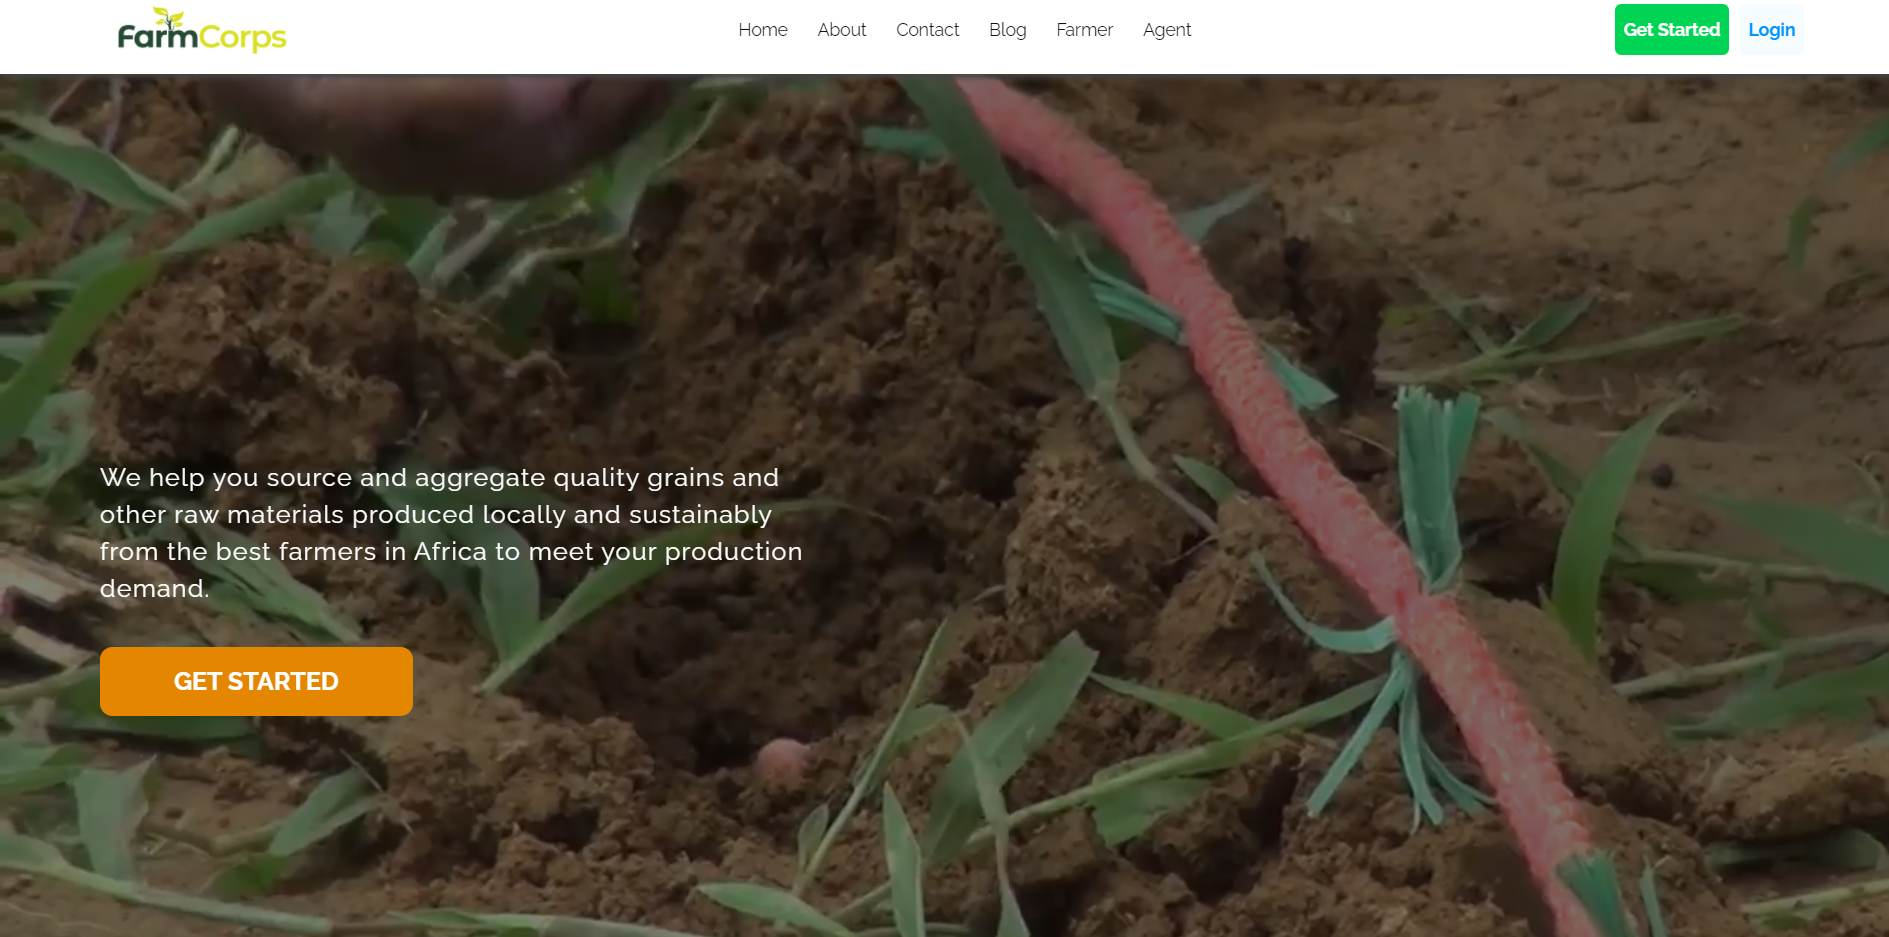 FarmCorps
Home About Contact Blog Farmer Agent
Get Started Login
We help you source and aggregate quality grains and
other raw materials produced locally and sustainably
from the best farmers in Africa to meet your production
demand.
GET STARTED